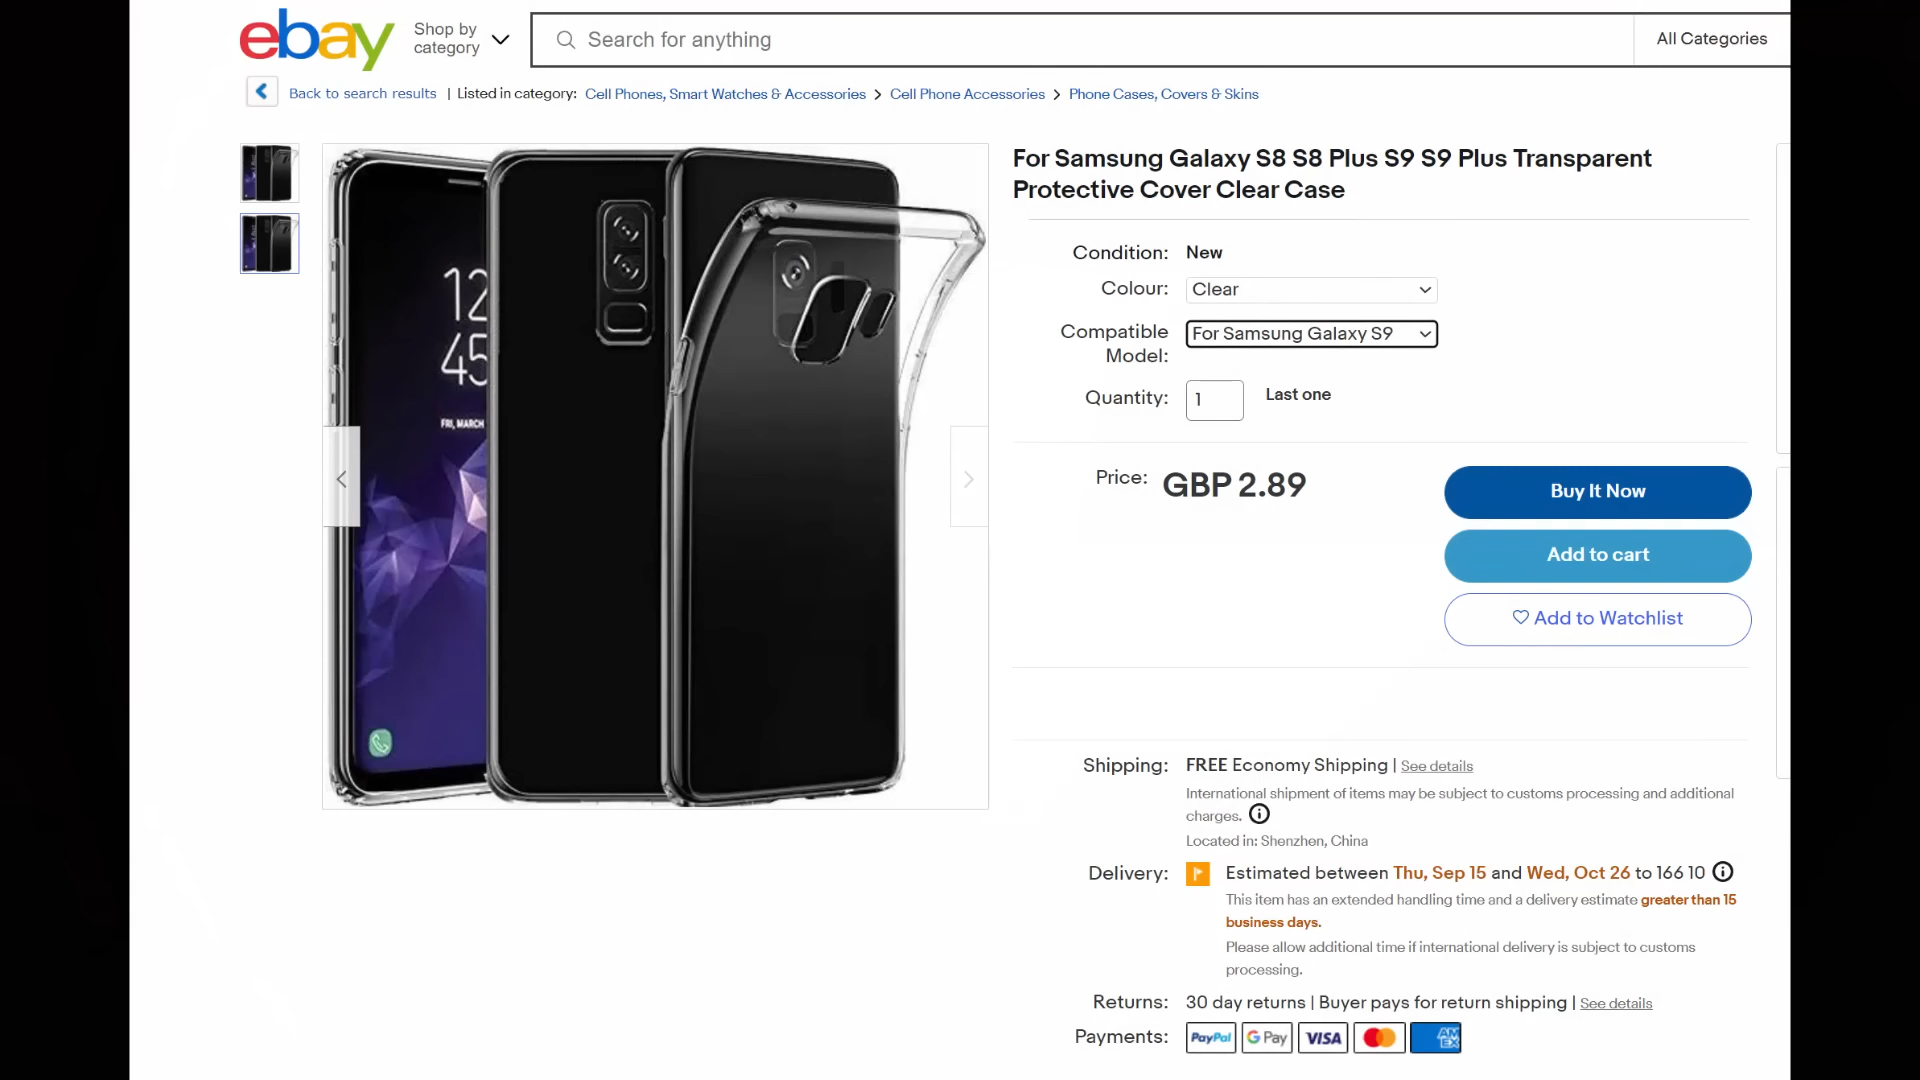 ebay
Shop by
category
Search for anything
All Categories
Back to search results | Listed in category: Cell Phones, Smart Watches & Accessories > Cell Phone Accessories > Phone Cases, Covers & Skins
For Samsung Galaxy S8 S8 Plus S9 S9 Plus Transparent
Protective Cover Clear Case
Condition: New
Colour: Clear
Compatible
Model:
For Samsung Galaxy S9
Quantity: 1 Last one
12
45
FRI, MARCH
Price: GBP 2.89
Buy It Now
Add to cart
Add to Watchlist
Shipping: FREE Economy Shipping | See details
International shipment of items may be subject to customs processing and additional
charges.
Located in: Shenzhen, China
Delivery: Estimated between Thu, Sep 15 and Wed, Oct 26 to 166 10
This item has an extended handling time and a delivery estimate greater than 15
business days.
Please allow additional time if international delivery is subject to customs
processing.
Returns: 30 day returns | Buyer pays for return shipping | See details
Payments: PayPal G Pay VISA AM EX